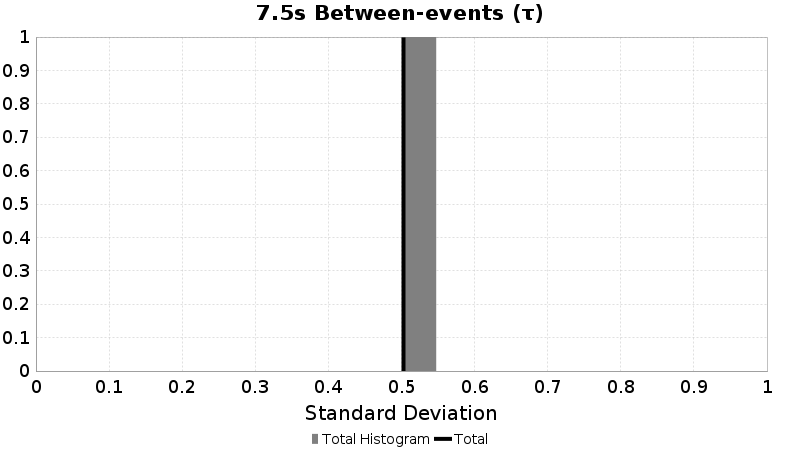 7.5s Between-events (τ)
1
0.9
0.8
0.7
0.6
0.5
0.4
0.3
0.2
0.1
0
0 0.1 0.2 0.3 0.4 0.5 0.6 0.7 0.8 0.9 1
Standard Deviation
Total Histogram Total